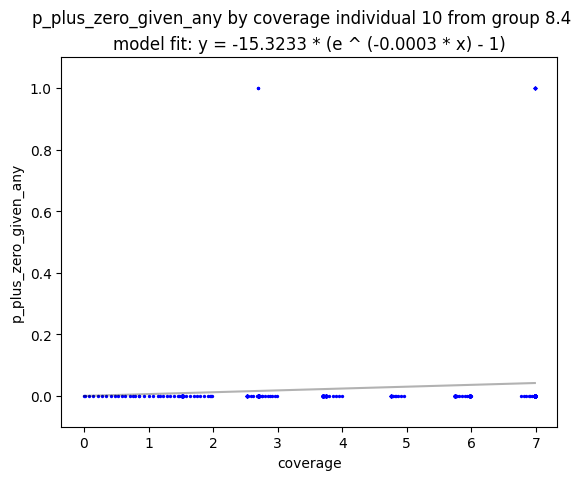 p_plus_zero_given_any by coverage individual 10 from group 8.4
model fit: y = -15.3233 * (e ^ (-0.0003 * x) - 1)
1.0
0.8
0.6
0.4
0.2
0.0
p_plus_zero_given_any
0 1 2 3 4 5 6 7
coverage